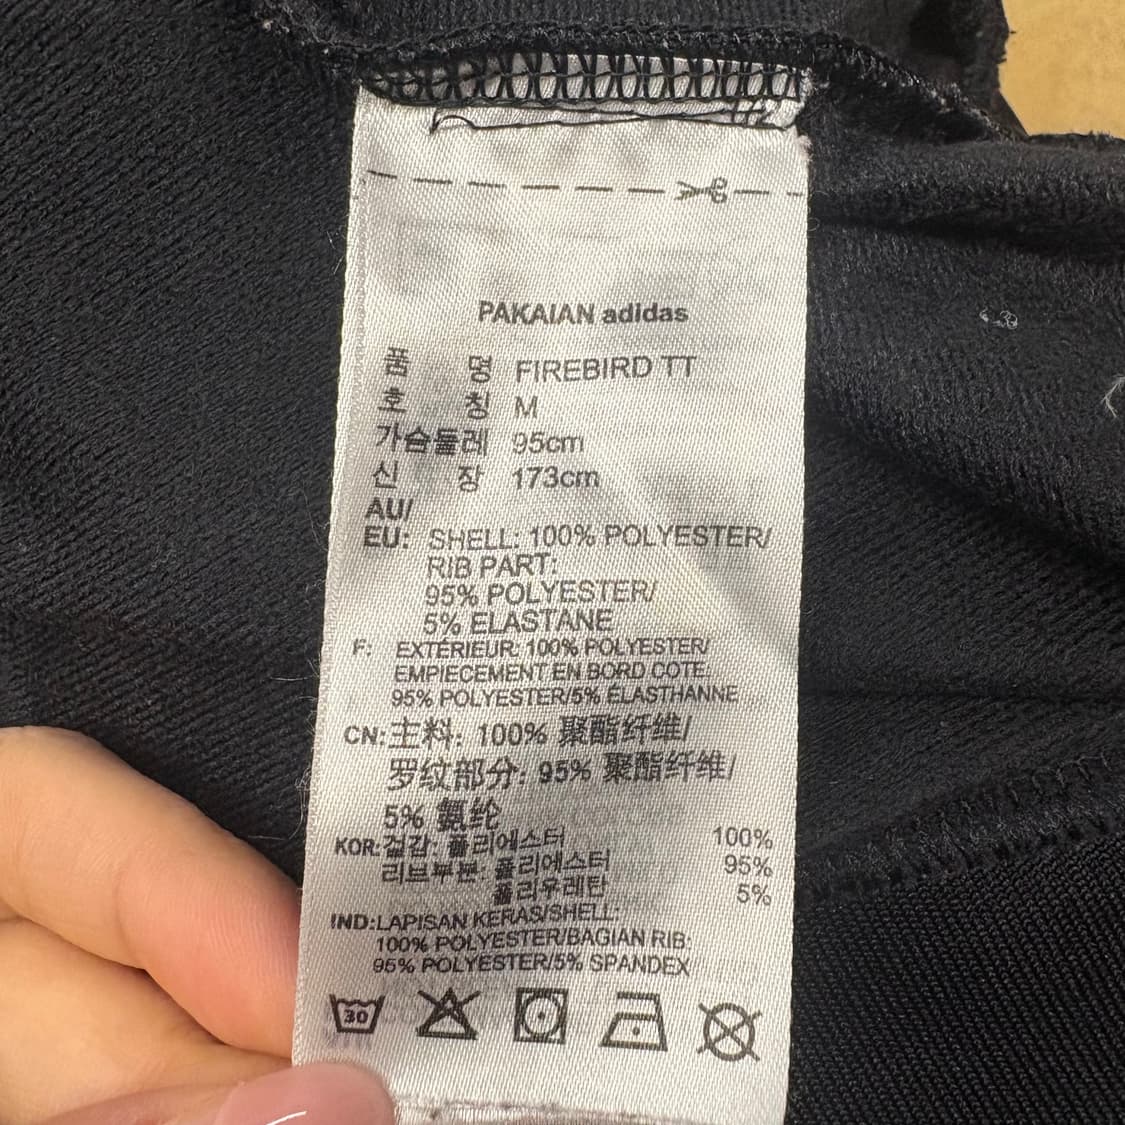 PAKAIAN adidas
품 명 FIREBIRD TT
호 칭 M
가슴둘레 95cm
신 장 173cm
AU/
EU: SHELL: 100% POLYESTER/
RIB PART:
95% POLYESTER/
5% ELASTANE
F: EXTERIEUR: 100% POLYESTER/
EMPIECEMENT EN BORD COTE
95% POLYESTER/5% ÉLASTHANNE
CN: 主料: 100% 聚酯纤维/
罗纹部分: 95% 聚酯纤维/
5% 氨纶
KOR: 겉감: 폴리에스터 100%
리브부분: 폴리에스터 95%
폴리우레탄 5%
IND: LAPISAN KERAS/SHELL:
100% POLYESTER/BAGIAN RIB:
95% POLYESTER/5% SPANDEX
30